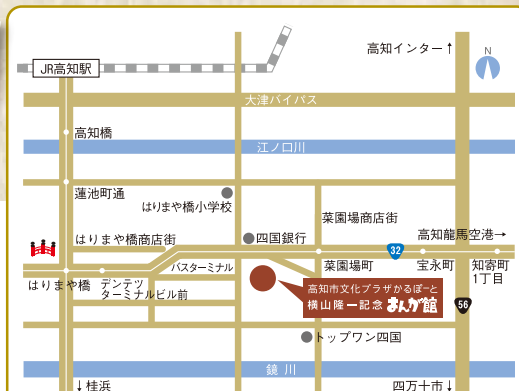 高知インター↑
N
JR高知駅
大津バイパス
高知橋
江ノ口川
蓮池町通
はりまや橋小学校
菜園場商店街
はりまや橋商店街
四国銀行
高知龍馬空港→
32
バスターミナル
菜園場町
宝永町
知寄町
1丁目
はりまや橋
デンテツ
ターミナルビル前
高知市文化プラザかるぽーと
横山隆一記念 まんが館
56
トップワン四国
鏡川
↓桂浜
四万十市↓